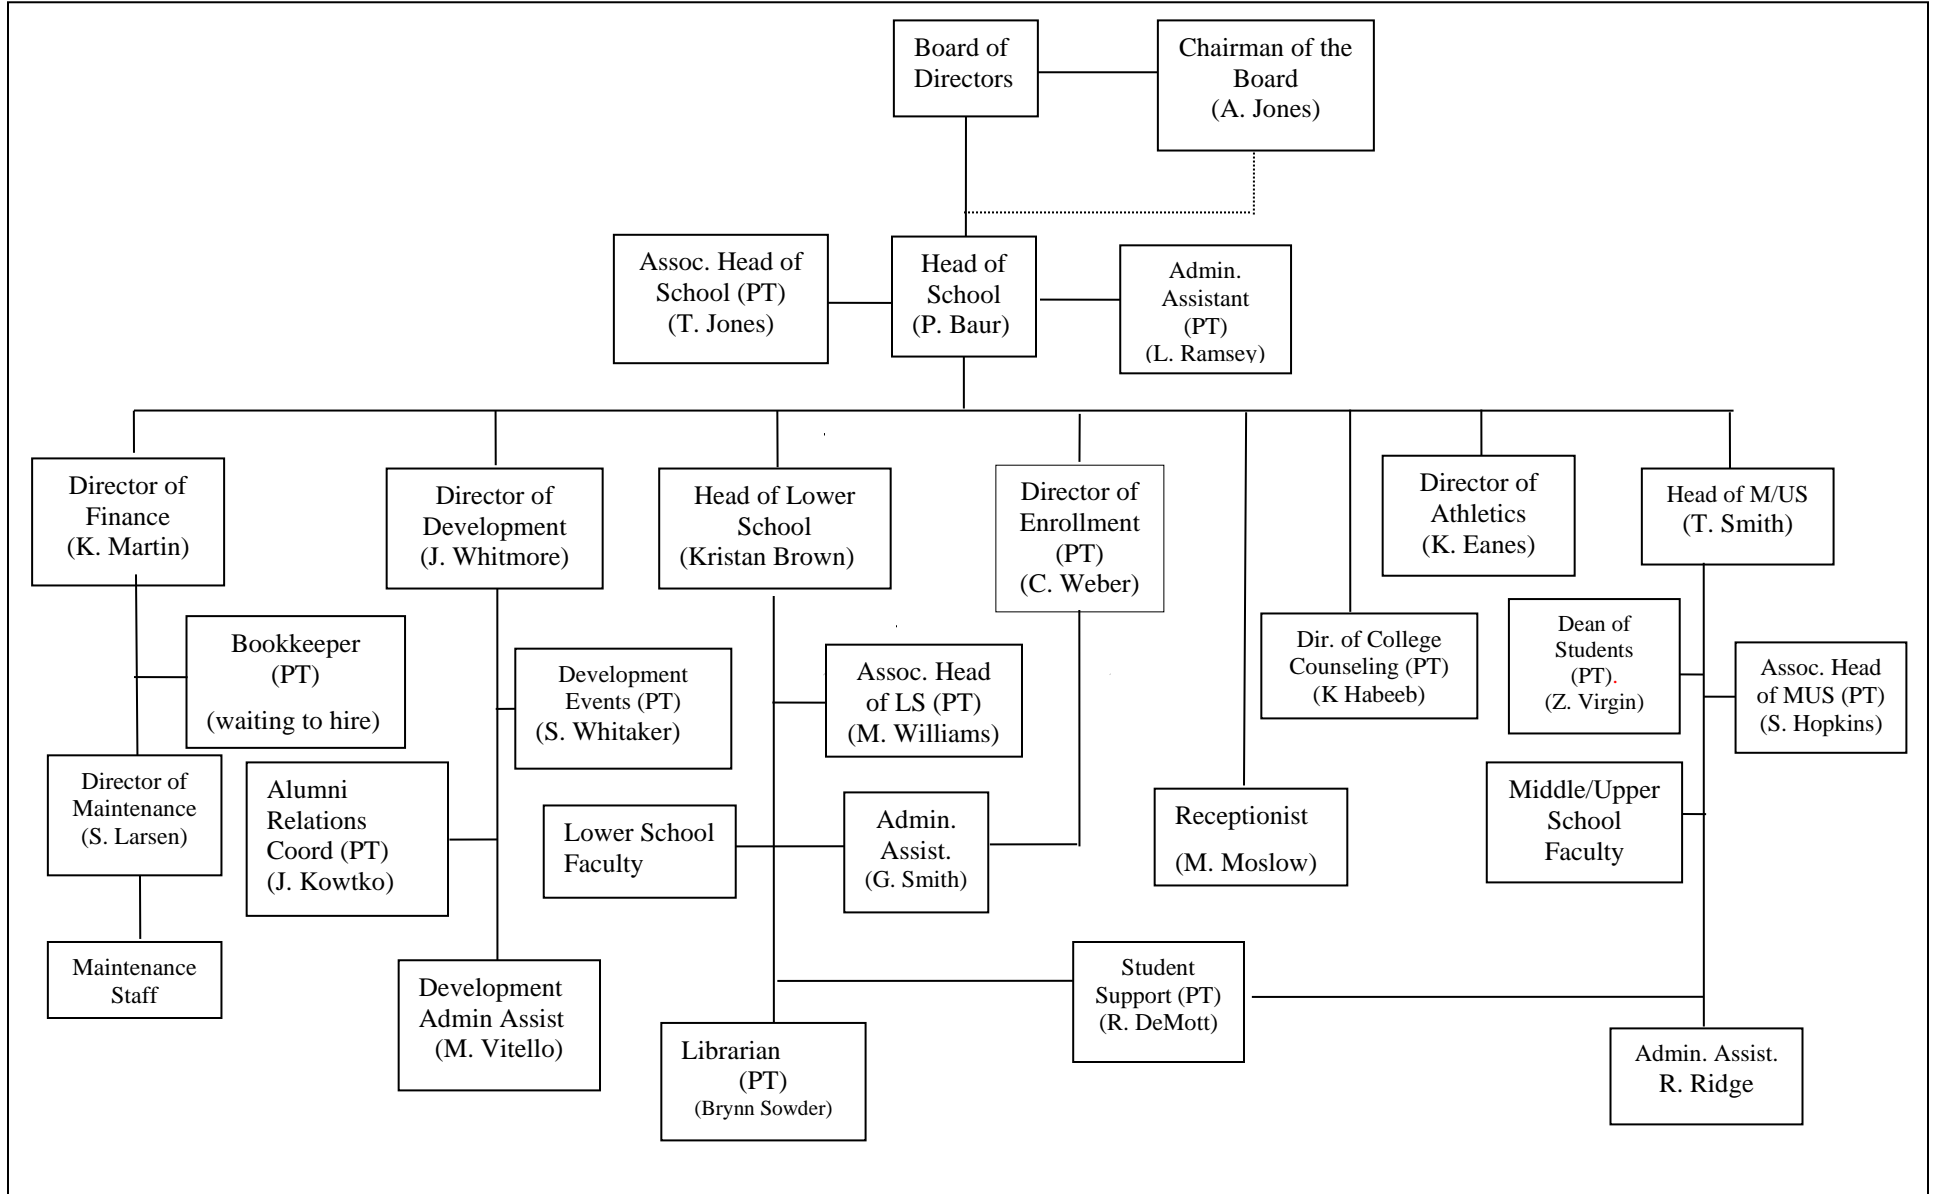 Board of
Directors
Chairman of the
Board
(A. Jones)
Assoc. Head of
School (PT)
(T. Jones)
Head of
School
(P. Baur)
Admin.
Assistant
(PT)
(L. Ramsey)
Director of
Finance
(K. Martin)
Director of
Development
(J. Whitmore)
Head of Lower
School
(Kristan Brown)
Director of
Enrollment
(PT)
(C. Weber)
Director of
Athletics
(K. Eanes)
Head of M/US
(T. Smith)
Bookkeeper
(PT)
(waiting to hire)
Development
Events (PT)
(S. Whitaker)
Assoc. Head
of LS (PT)
(M. Williams)
Dir. of College
Counseling (PT)
(K Habeeb)
Dean of
Students
(PT).
(Z. Virgin)
Assoc. Head
of MUS (PT)
(S. Hopkins)
Director of
Maintenance
(S. Larsen)
Alumni
Relations
Coord (PT)
(J. Kowtko)
Lower School
Faculty
Admin.
Assist.
(G. Smith)
Receptionist
(M. Moslow)
Middle/Upper
School
Faculty
Maintenance
Staff
Development
Admin Assist
(M. Vitello)
Student
Support (PT)
(R. DeMott)
Librarian
(PT)
(Brynn Sowder)
Admin. Assist.
R. Ridge